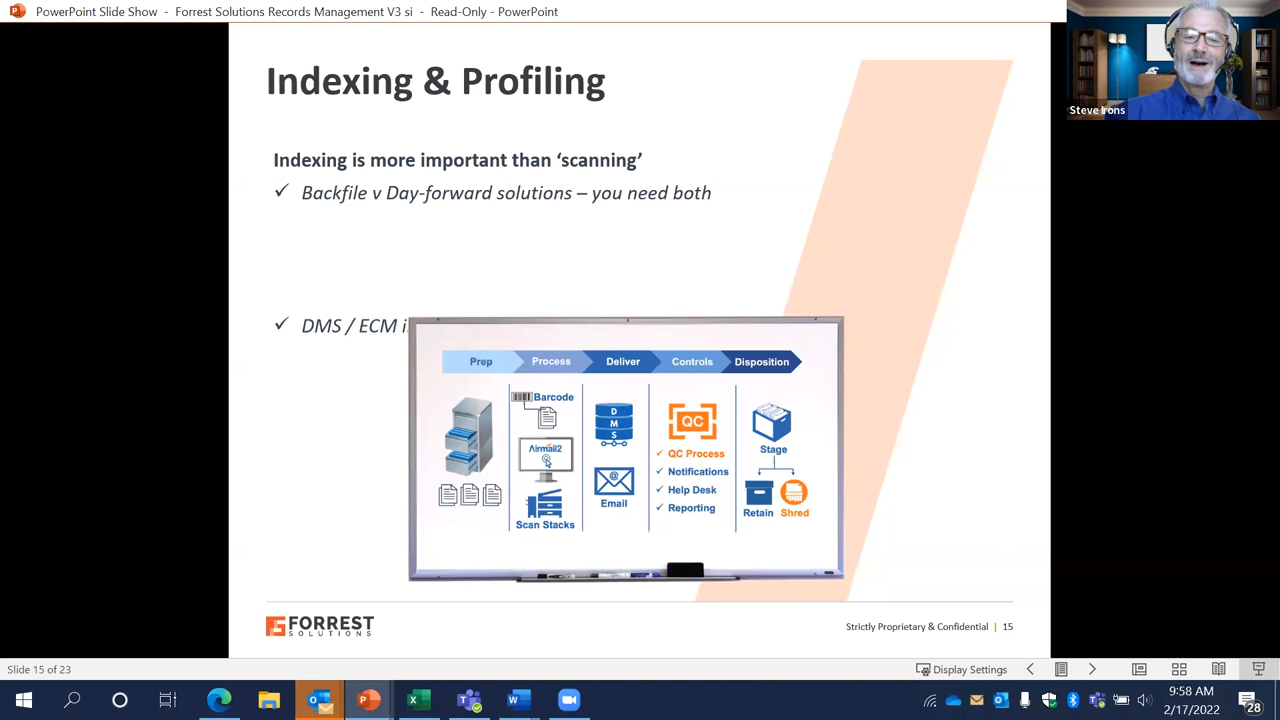 PowerPoint Slide Show - Forrest Solutions Records Management V3 si - Read-Only - PowerPoint
Steve Irons
Indexing & Profiling
Indexing is more important than ‘scanning’
✓ Backfile v Day-forward solutions – you need both
✓ DMS / ECM i
Prep Process Deliver Controls Disposition
Barcode
DMS
QC
Airmail2
Stage
✓ QC Process
✓ Notifications
✓ Help Desk
Email
✓ Reporting
Retain Shred
Scan Stacks
FORREST
SOLUTIONS
Strictly Proprietary & Confidential | 15
Slide 15 of 23
Display Settings
9:58 AM
2/17/2022
28